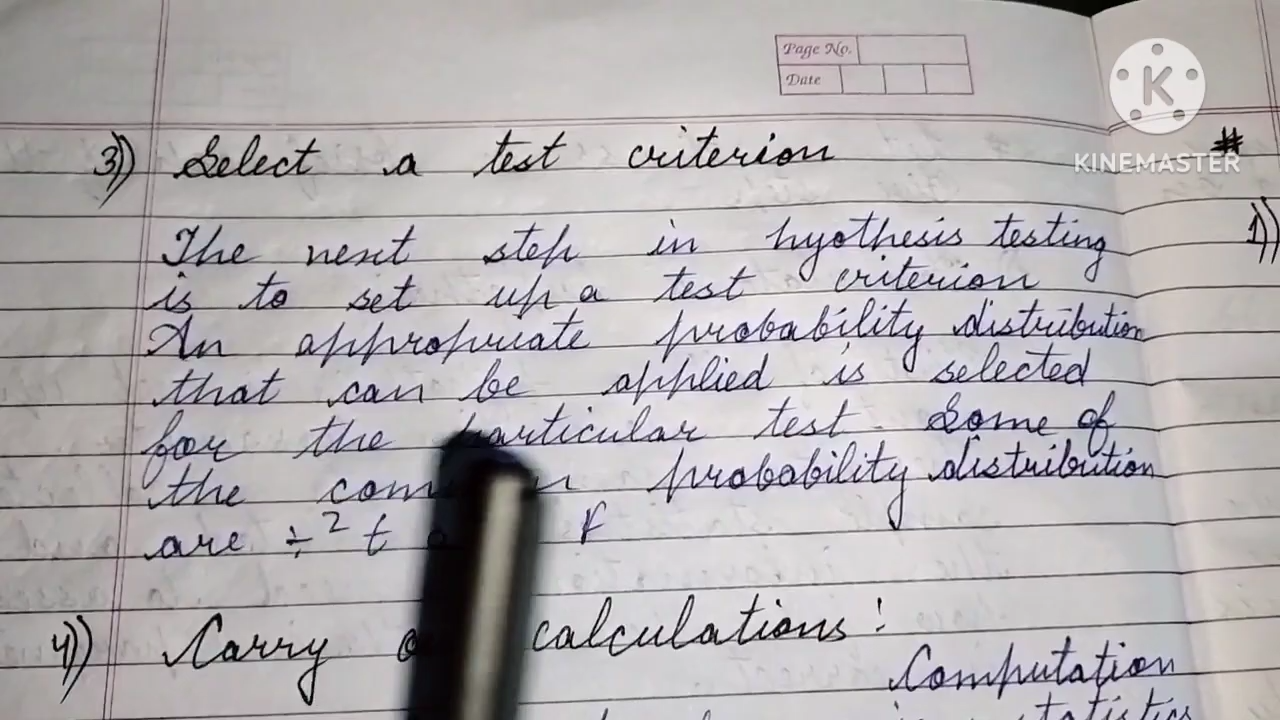 Page No.
Date
K
KINEMASTER
#
3)) Select a test criterion
1))
The next step in hyothesis testing
is to set up a test criterion
An appropriate probability distribution
that can be applied is selected
for the particular test. Some of
the probability distribution
are ÷² t F
4)) Carry calculations:
Computation